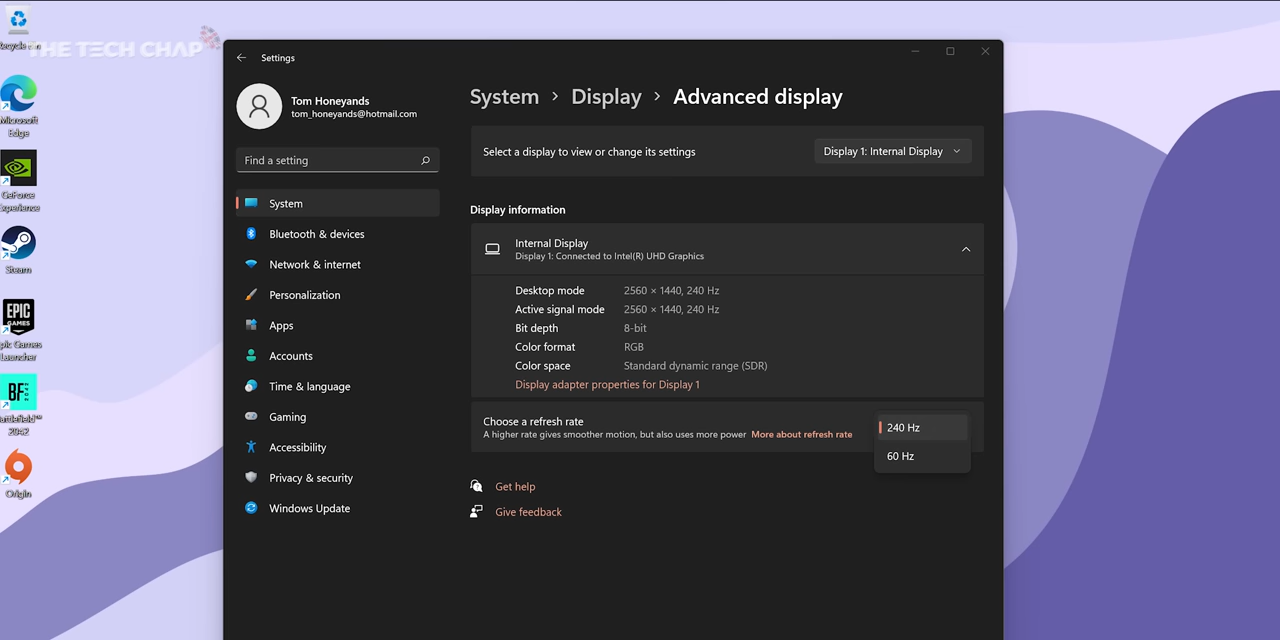 THE TECH CHAP
Microsoft
Edge
GeForce
Experience
Steam
EPIC
GAMES
Launcher
BF
2042
Origin
Settings
Tom Honeyands
tom_honeyands@hotmail.com
Find a setting
System
Bluetooth & devices
Network & internet
Personalization
Apps
Accounts
Time & language
Gaming
Accessibility
Privacy & security
Windows Update
System > Display > Advanced display
Select a display to view or change its settings
Display 1: Internal Display
Display information
Internal Display
Display 1: Connected to Intel(R) UHD Graphics
Desktop mode 2560 × 1440, 240 Hz
Active signal mode 2560 × 1440, 240 Hz
Bit depth 8-bit
Color format RGB
Color space Standard dynamic range (SDR)
Display adapter properties for Display 1
Choose a refresh rate
A higher rate gives smoother motion, but also uses more power More about refresh rate
240 Hz
60 Hz
Get help
Give feedback